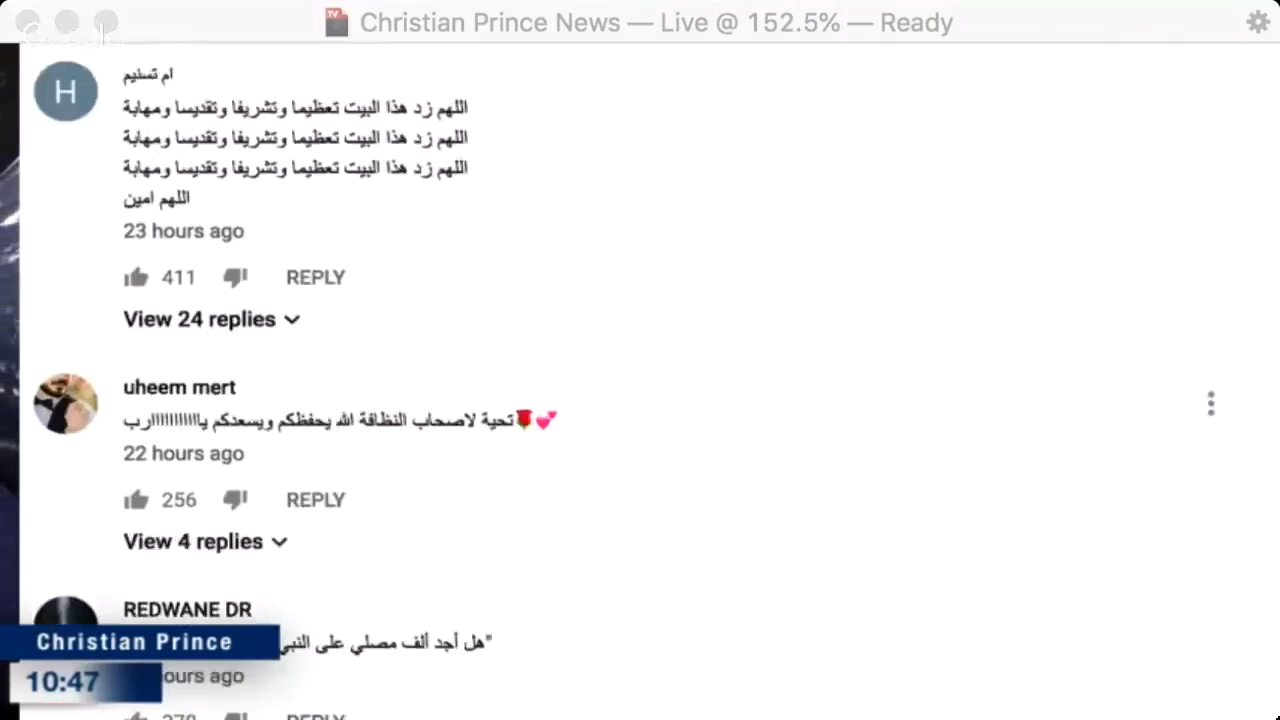 Christian Prince News — Live @ 152.5% — Ready
H
ام تسنيم
اللهم زد هذا البيت تعظيما وتشريفا وتقديسا ومهابة
اللهم زد هذا البيت تعظيما وتشريفا وتقديسا ومهابة
اللهم زد هذا البيت تعظيما وتشريفا وتقديسا ومهابة
اللهم امين
23 hours ago
411 REPLY
View 24 replies
uheem mert
🌹💕تحية لاصحاب النظافة الله يحفظكم ويسعدكم يااااااااااارب
22 hours ago
256 REPLY
View 4 replies
REDWANE DR
"هل أجد ألف مصلي على النبي
Christian Prince
10:47
ours ago
278 REPLY